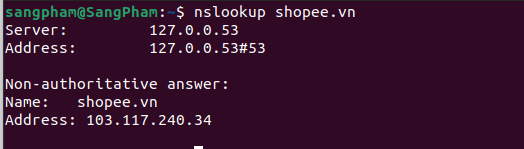 sangpham@SangPham:~$ nslookup shopee.vn
Server:         127.0.0.53
Address:        127.0.0.53#53

Non-authoritative answer:
Name:   shopee.vn
Address: 103.117.240.34